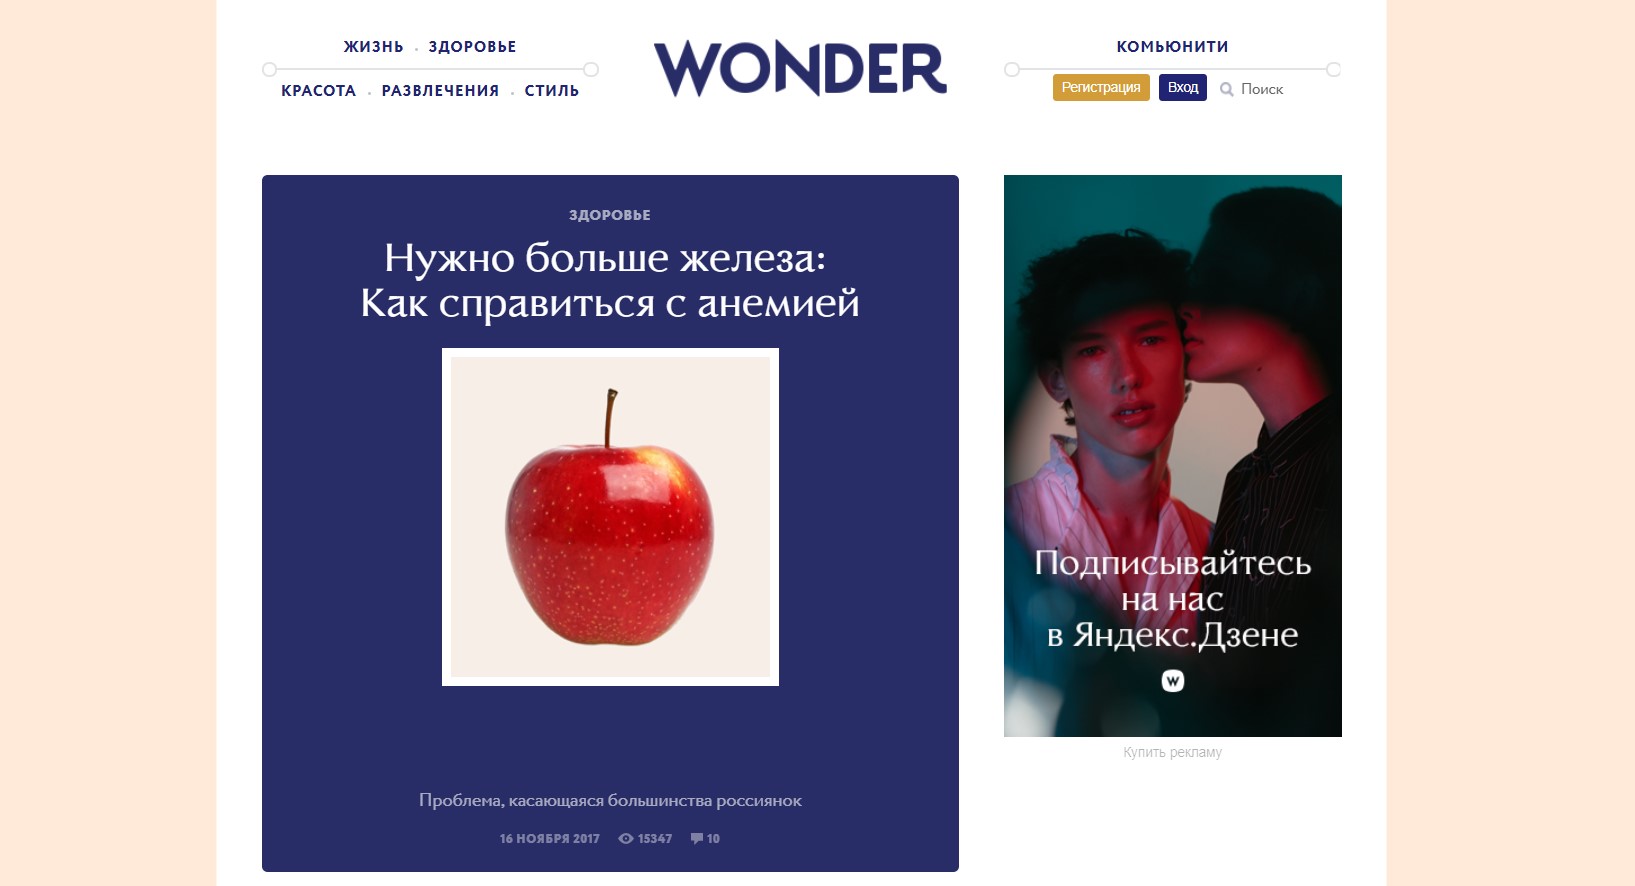 ЖИЗНЬ · ЗДОРОВЬЕ
КРАСОТА · РАЗВЛЕЧЕНИЯ · СТИЛЬ
WONDER
КОМЬЮНИТИ
Регистрация Вход Поиск
ЗДОРОВЬЕ
Нужно больше железа:
Как справиться с анемией
Проблема, касающаяся большинства россиянок
16 НОЯБРЯ 2017 15347 10
Подписывайтесь
на нас
в Яндекс.Дзене
W
Купить рекламу